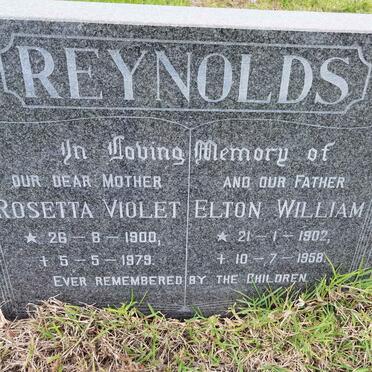 REYNOLDS
In Loving Memory of
OUR DEAR MOTHER AND OUR FATHER
ROSETTA VIOLET ELTON WILLIAM
★ 26-8-1900, ★ 21-1-1902,
+ 5-5-1979. + 10-7-1958.
EVER REMEMBERED BY THE CHILDREN.